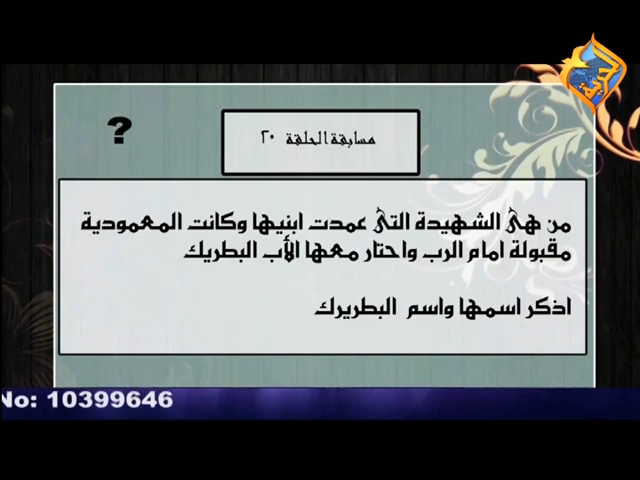 الحرية
مسابقة الحلقة ٢٠
?
من هى الشهيدة التى عمدت ابنيها وكانت المعمودية
مقبولة امام الرب واحتار معها الأب البطريك
اذكر اسمها واسم البطريرك
No: 10399646